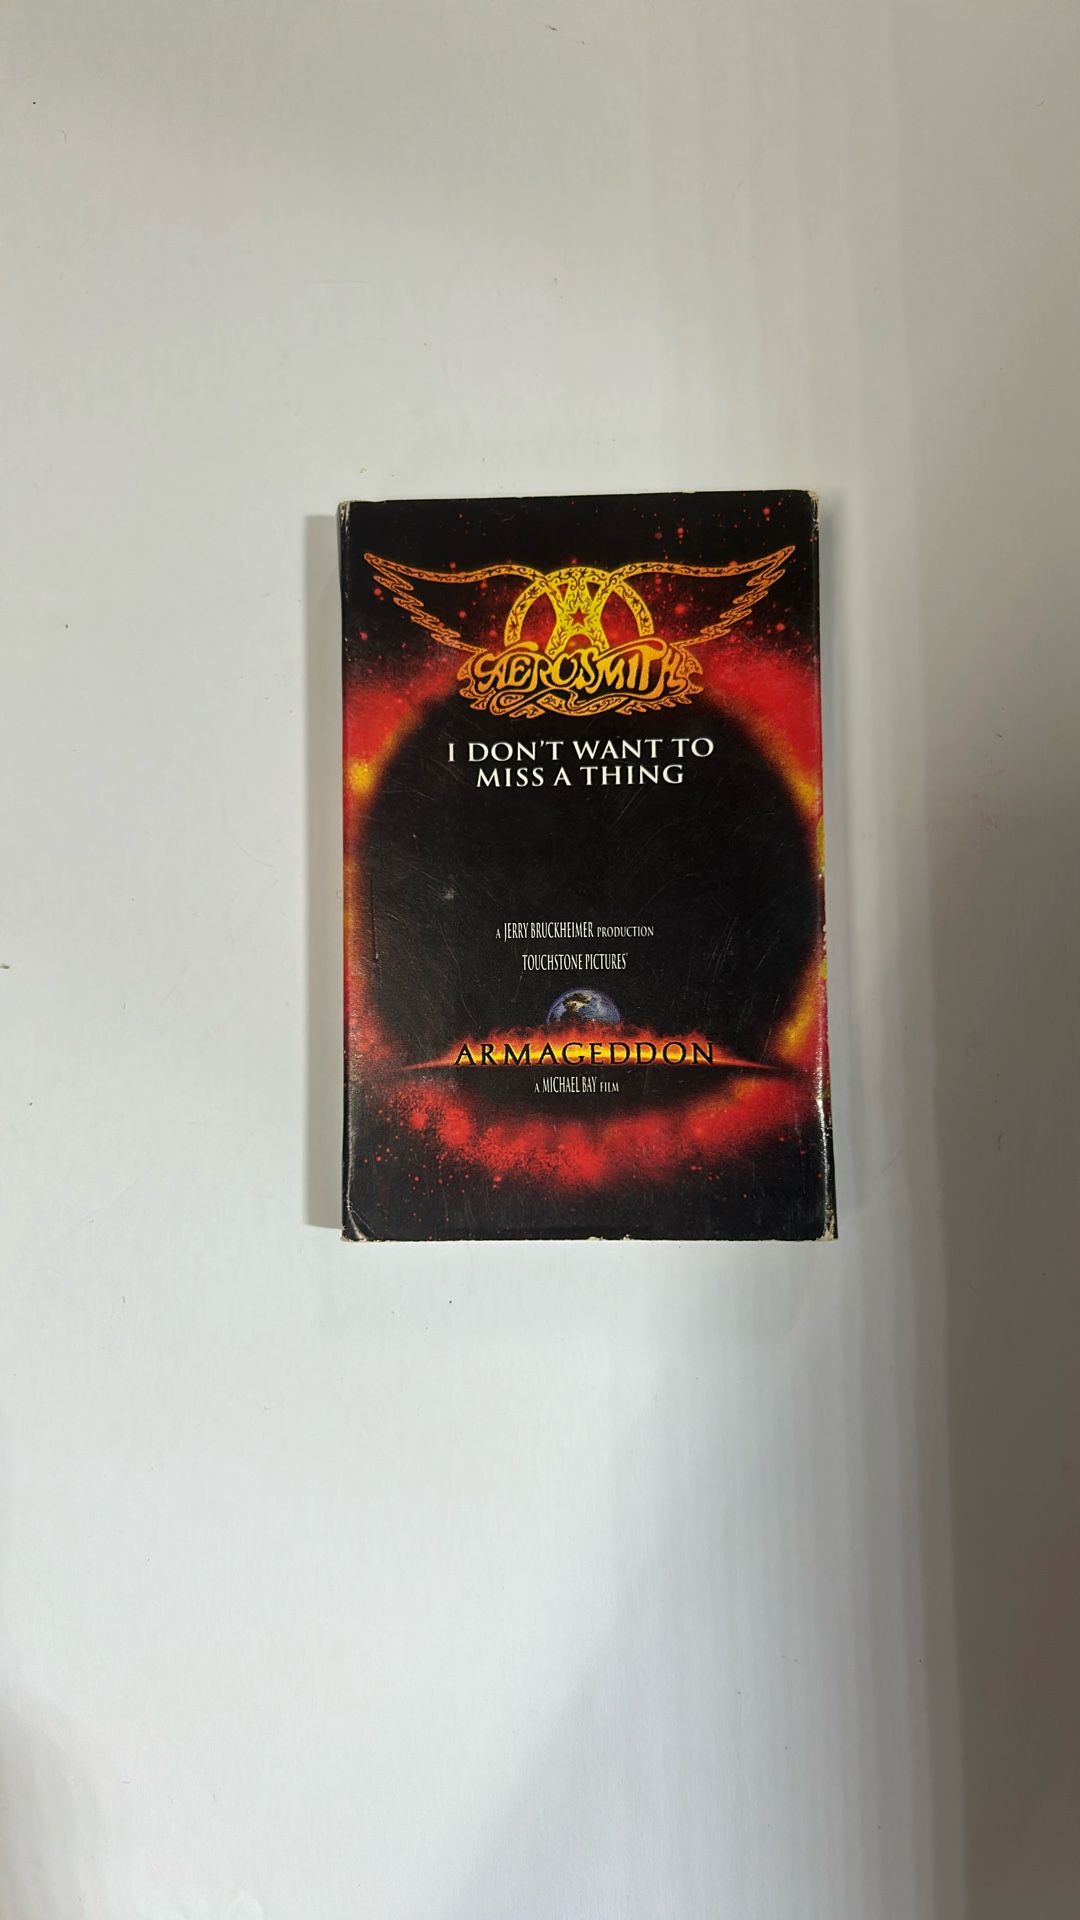 AEROSMITH
I DON'T WANT TO
MISS A THING
A JERRY BRUCKHEIMER PRODUCTION
TOUCHSTONE PICTURES
ARMAGEDDON
A MICHAEL BAY FILM